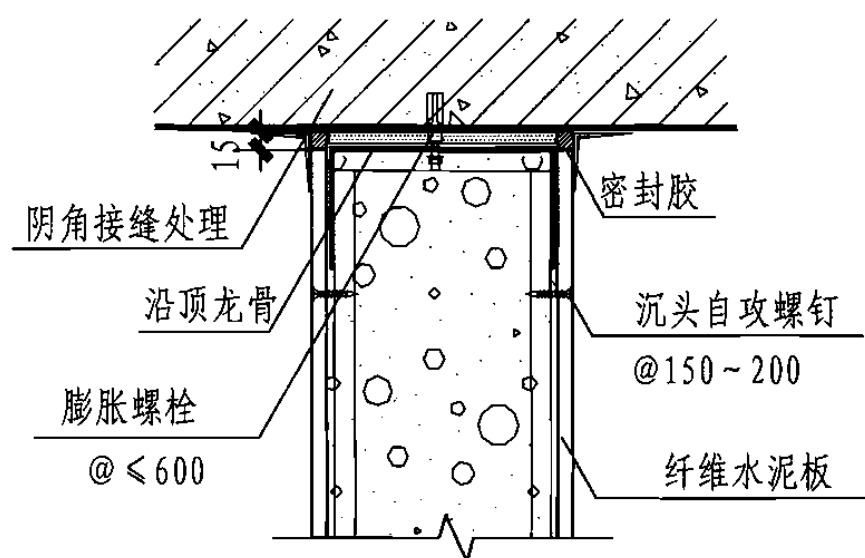 15
阴角接缝处理
密封胶
沿顶龙骨
沉头自攻螺钉
@150~200
膨胀螺栓
@≤600
纤维水泥板